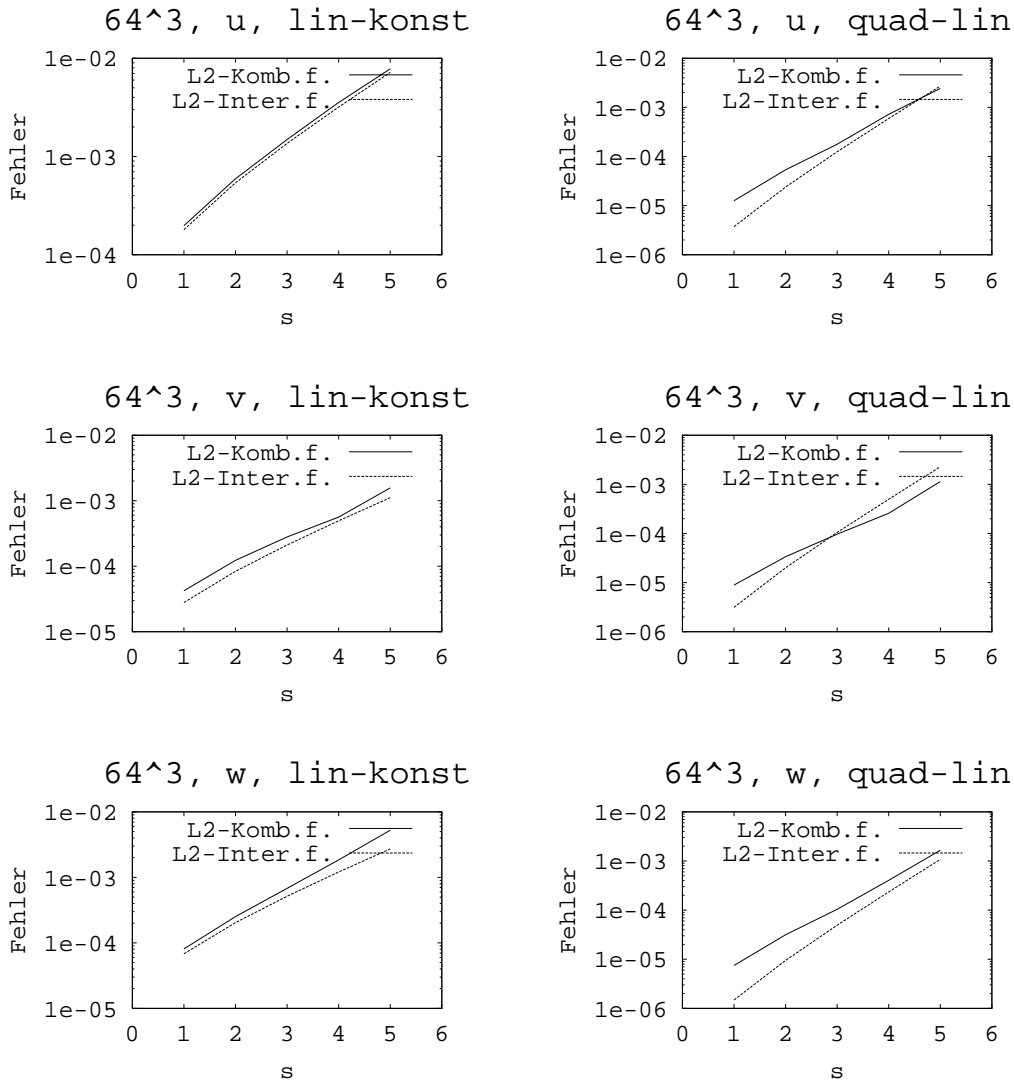 64^3, u, lin-konst
1e-02
1e-03
1e-04
Fehler
L2-Komb.f.
L2-Inter.f.
0 1 2 3 4 5 6
s
64^3, u, quad-lin
1e-02
1e-03
1e-04
1e-05
1e-06
Fehler
L2-Komb.f.
L2-Inter.f.
0 1 2 3 4 5 6
s
64^3, v, lin-konst
1e-02
1e-03
1e-04
1e-05
Fehler
L2-Komb.f.
L2-Inter.f.
0 1 2 3 4 5 6
s
64^3, v, quad-lin
1e-02
1e-03
1e-04
1e-05
1e-06
Fehler
L2-Komb.f.
L2-Inter.f.
0 1 2 3 4 5 6
s
64^3, w, lin-konst
1e-02
1e-03
1e-04
1e-05
Fehler
L2-Komb.f.
L2-Inter.f.
0 1 2 3 4 5 6
s
64^3, w, quad-lin
1e-02
1e-03
1e-04
1e-05
1e-06
Fehler
L2-Komb.f.
L2-Inter.f.
0 1 2 3 4 5 6
s